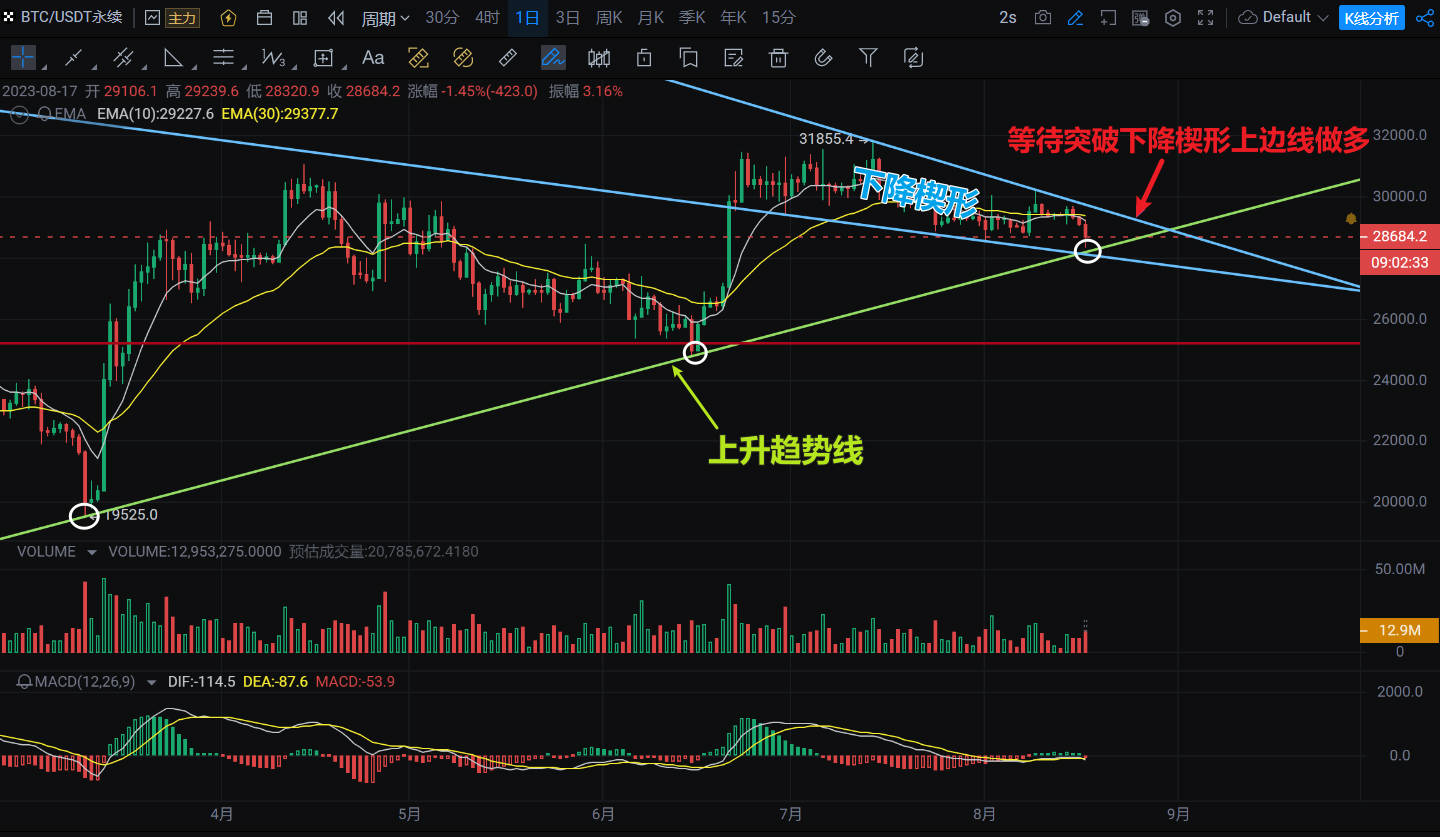 BTC/USDT永续 主力 周期 30分 4时 1日 3日 周K 月K 季K 年K 15分 2s Default K线分析
Aa
2023-08-17 开 29106.1 高 29239.6 低 28320.9 收 28684.2 涨幅 -1.45%(-423.0) 振幅 3.16%
EMA EMA(10):29227.6 EMA(30):29377.7
32000.0
31855.4
等待突破下降楔形上边线做多
下降楔形
30000.0
28684.2
09:02:33
26000.0
24000.0
22000.0
上升趋势线
20000.0
19525.0
VOLUME VOLUME:12,953,275.0000 预估成交量:20,785,672.4180
50.00M
12.9M
0
MACD(12,26,9) DIF:-114.5 DEA:-87.6 MACD:-53.9
2000.0
0.0
4月 5月 6月 7月 8月 9月